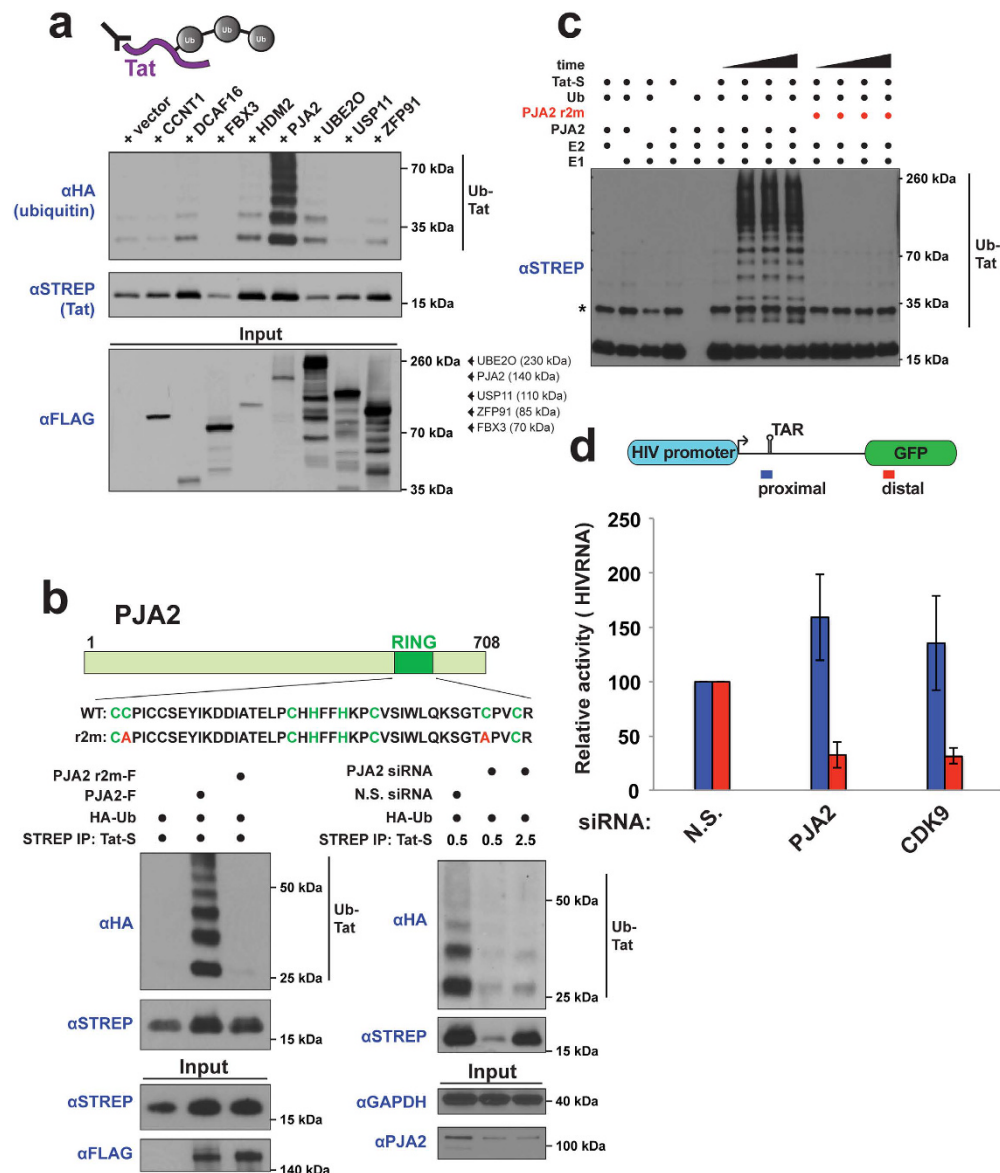 a
Ub Ub Ub
Tat
+ vector
+ CCNT1
+ DCAF16
+ FBX3
+ HDM2
+ PJA2
+ UBE2O
+ USP11
+ ZFP91
αHA
(ubiquitin)
70 kDa
35 kDa
Ub-
Tat
αSTREP
(Tat)
15 kDa
Input
αFLAG
260 kDa
70 kDa
35 kDa
UBE2O (230 kDa)
PJA2 (140 kDa)
USP11 (110 kDa)
ZFP91 (85 kDa)
FBX3 (70 kDa)
b
PJA2
1 RING 708
WT: CCPICCSEYIKDDIATELPCHHFFHKPCVSIWLQKSGTCPVCR
r2m: CAPICCSEYIKDDIATELPCHHFFHKPCVSIWLQKSGTAPVCR
PJA2 r2m-F
PJA2-F
HA-Ub
STREP IP: Tat-S
αHA
50 kDa
25 kDa
Ub-
Tat
αSTREP
15 kDa
Input
αSTREP
15 kDa
αFLAG
140 kDa
PJA2 siRNA
N.S. siRNA
HA-Ub
STREP IP: Tat-S 0.5 0.5 2.5
αHA
50 kDa
25 kDa
Ub-
Tat
αSTREP
15 kDa
Input
αGAPDH
40 kDa
αPJA2
100 kDa
c
time
Tat-S
Ub
PJA2 r2m
PJA2
E2
E1
αSTREP
*
260 kDa
70 kDa
35 kDa
15 kDa
Ub-
Tat
d
HIV promoter
TAR
GFP
proximal
distal
Relative activity ( HIVRNA)
250
200
150
100
50
0
siRNA:
N.S.
PJA2
CDK9